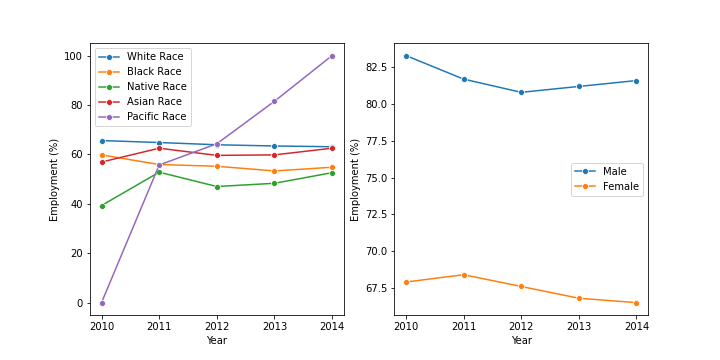 Employment (%)
100
80
60
40
20
0
White Race
Black Race
Native Race
Asian Race
Pacific Race
2010
2011
2012
2013
2014
Year
Employment (%)
82.5
80.0
77.5
75.0
72.5
70.0
67.5
Male
Female
2010
2011
2012
2013
2014
Year